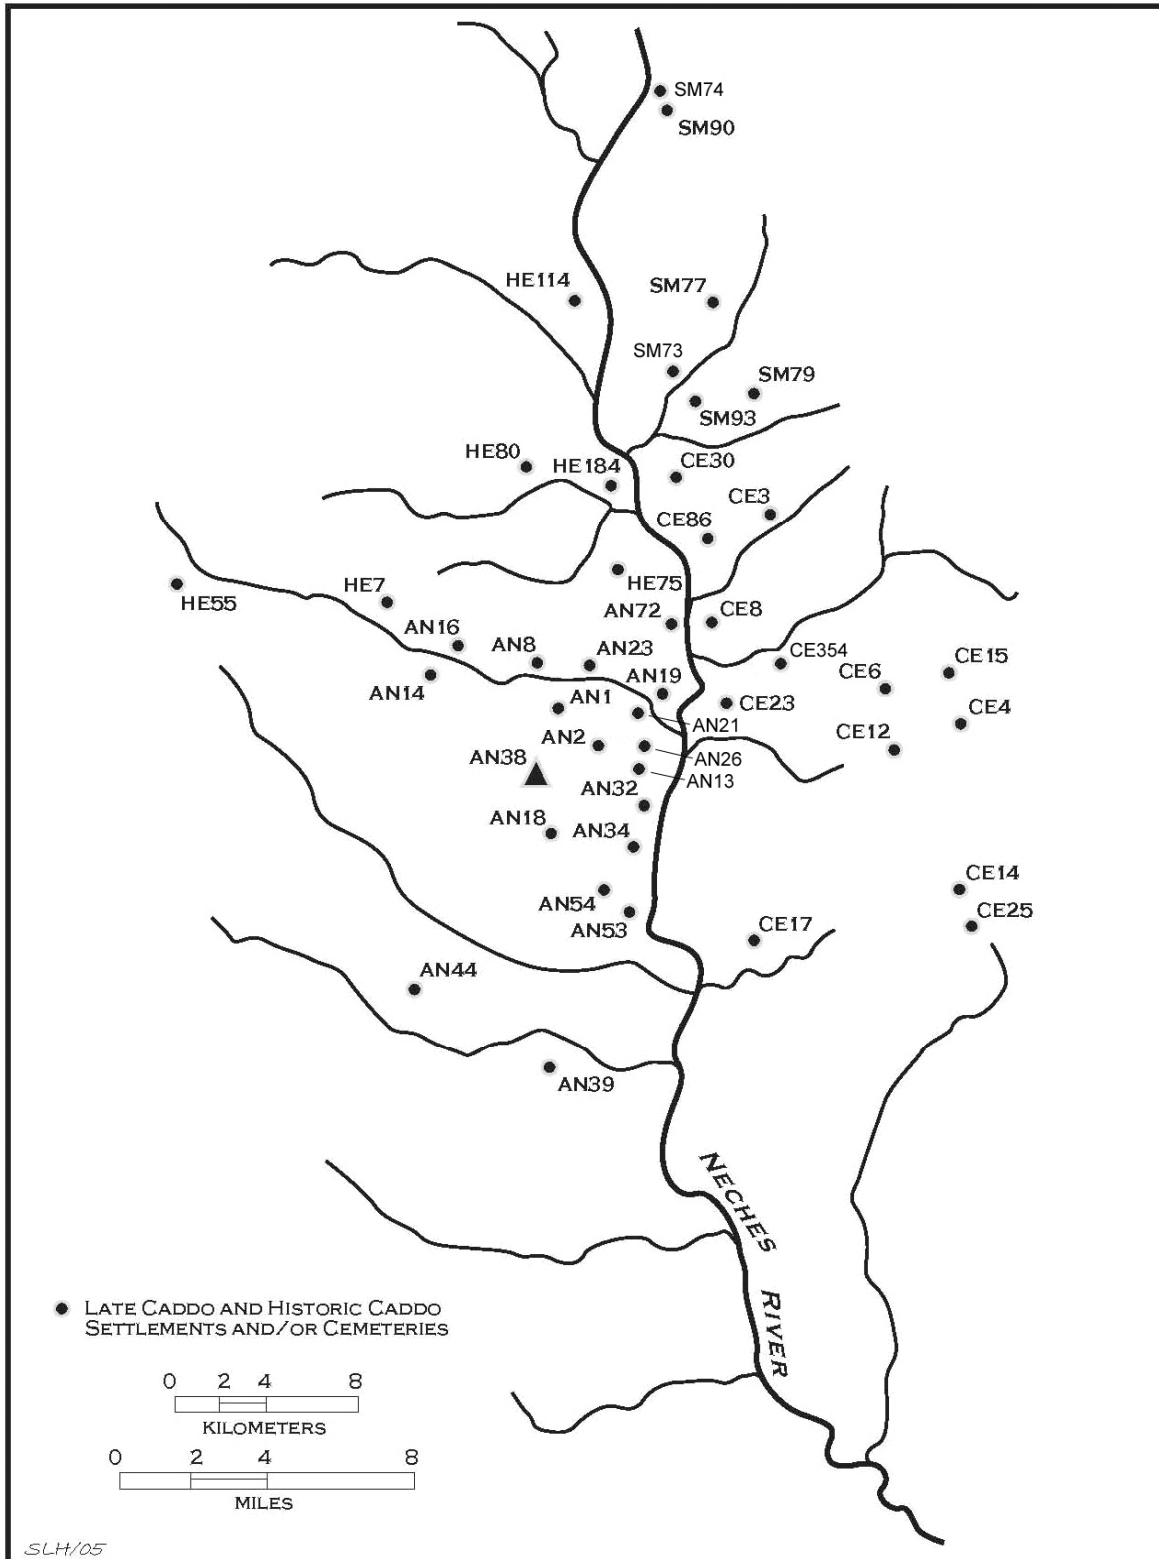 SM74
SM90
HE114
SM77
SM73
SM79
SM93
HE80
HE184
CE30
CE3
CE86
HE55
HE7
HE75
AN16
AN8
AN23
AN72
CE8
CE354
CE15
AN14
AN19
CE6
AN1
CE23
AN21
CE4
AN2
CE12
AN38
AN26
AN32
AN13
AN18
AN34
CE14
AN54
AN53
CE17
CE25
AN44
AN39
NECHES
RIVER
LATE CADDO AND HISTORIC CADDO
SETTLEMENTS AND/OR CEMETERIES
0 2 4 8
KILOMETERS
0 2 4 8
MILES
SLH/05